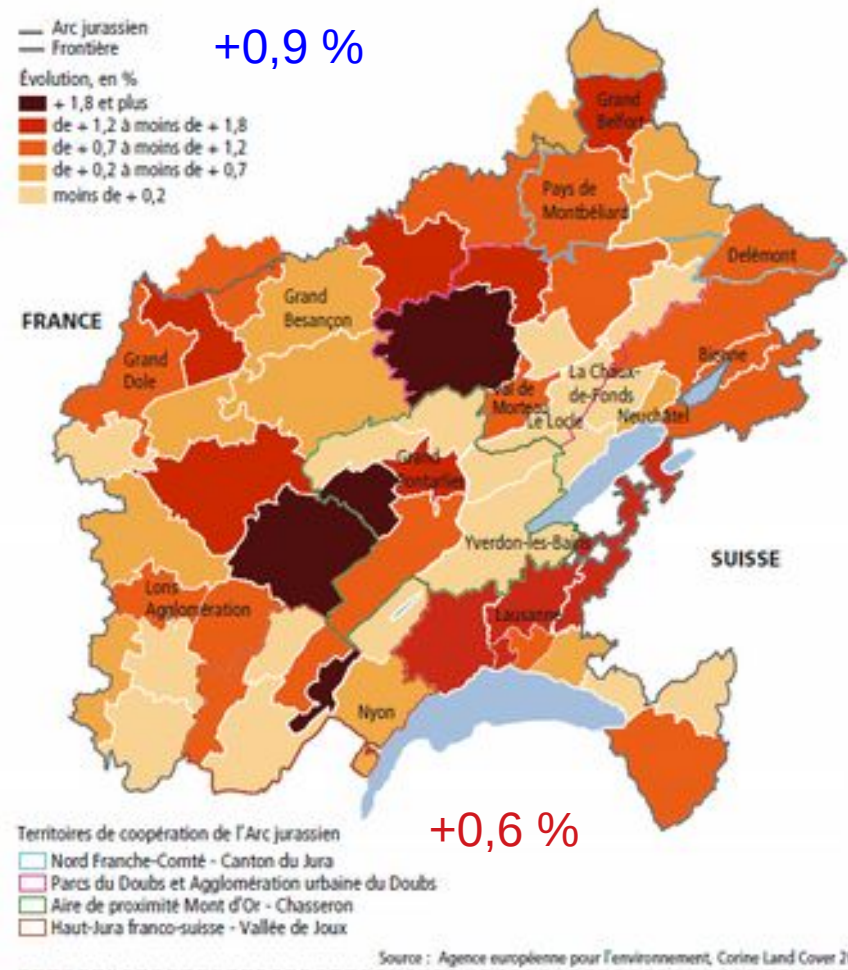 Arc jurassien
Frontière
+0,9 %
Évolution, en %
+ 1,8 et plus
de + 1,2 à moins de + 1,8
de + 0,7 à moins de + 1,2
de + 0,2 à moins de + 0,7
moins de + 0,2
Grand
Belfort
Pays de
Montbéliard
Delémont
Grand
Besançon
FRANCE
Grand
Dole
Bienne
La Chaux-
de-Fonds
Val de
Morteau
Le Locle
Neuchâtel
Grand
Pontarlier
Yverdon-les-Bains
SUISSE
Lons
Agglomération
Lausanne
Nyon
+0,6 %
Territoires de coopération de l'Arc jurassien
Nord Franche-Comté - Canton du Jura
Parcs du Doubs et Agglomération urbaine du Doubs
Aire de proximité Mont d'Or - Chasseron
Haut-Jura franco-suisse - Vallée de Joux
Source : Agence européenne pour l'environnement, Corine Land Cover 2